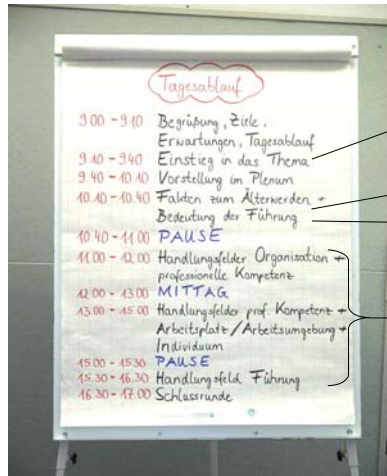 Tagesablauf
9.00 - 9.10 Begrüßung, Ziele,
Erwartungen, Tagesablauf
9.10 - 9.40 Einstieg in das Thema
9.40 - 10.10 Vorstellung im Plenum
10.10 - 10.40 Fakten zum Älterwerden +
Bedeutung der Führung
10.40 - 11.00 PAUSE
11.00 - 12.00 Handlungsfelder Organisation +
professionelle Kompetenz
12.00 - 13.00 MITTAG
13.00 - 15.00 Handlungsfelder prof. Kompetenz +
Arbeitsplatz / Arbeitsumgebung +
Individuum
15.00 - 15.30 PAUSE
15.30 - 16.30 Handlungsfeld Führung
16.30 - 17.00 Schlussrunde